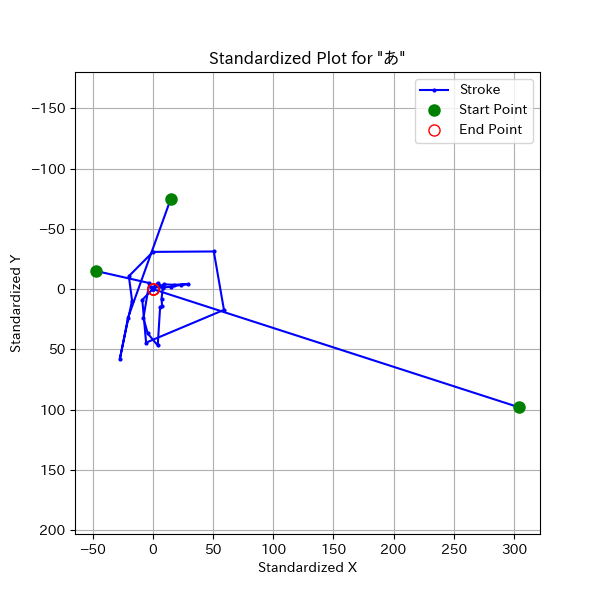 Standardized Plot for "あ"
Stroke
Start Point
End Point
Standardized Y
−150
−100
−50
0
50
100
150
200
−50 0 50 100 150 200 250 300
Standardized X